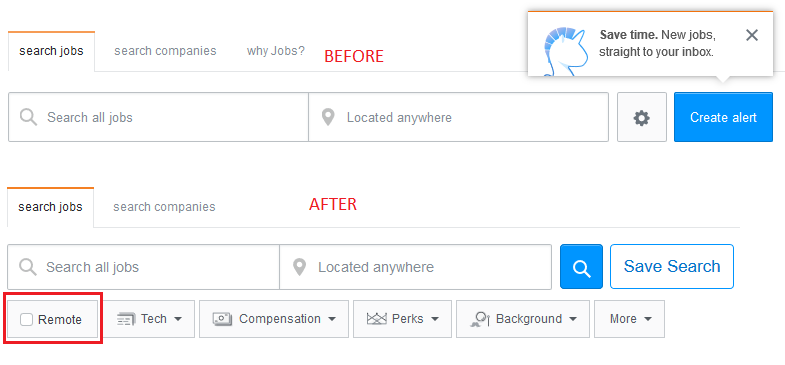 Save time. New jobs,
straight to your inbox.
search jobs search companies why Jobs? BEFORE
Search all jobs Located anywhere Create alert
search jobs search companies AFTER
Search all jobs Located anywhere Save Search
Remote Tech Compensation Perks Background More